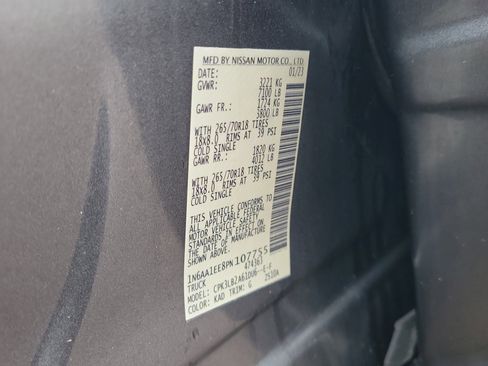 MFD BY NISSAN MOTOR CO., LTD.
DATE: 01/23
GVWR: 3221 KG
7100 LB
GAWR FR.: 1724 KG
3800 LB
WITH 265/70R18 TIRES
18X8.0 RIMS AT 39 PSI
COLD SINGLE
GAWR RR.: 1820 KG
4012 LB
WITH 265/70R18 TIRES
18X8.0 RIMS AT 39 PSI
COLD SINGLE
THIS VEHICLE CONFORMS TO
ALL APPLICABLE FEDERAL
MOTOR VEHICLE SAFETY
STANDARDS IN EFFECT ON
THE DATE OF MANUFACTURE
SHOWN ABOVE.
1N6AA1EE8PN107755
TRUCK 474363
MODEL: CPK3LBZA61DU6--E-F
COLOR: KAD TRIM: G 2S10A